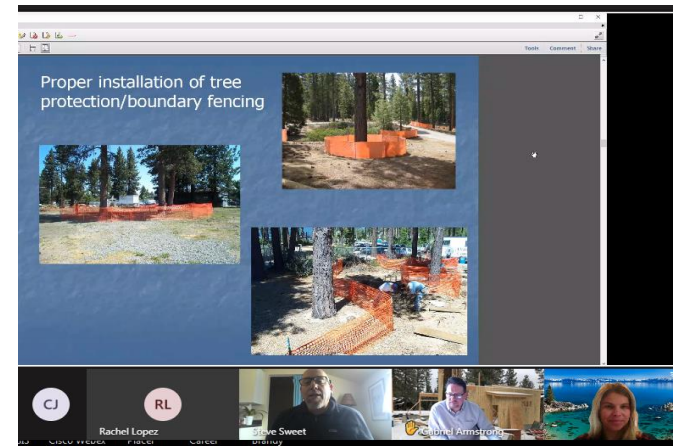 Tools Comment Share
Proper installation of tree
protection/boundary fencing
CJ
RL
Rachel Lopez
Steve Sweet
Gabriel Armstrong
Cisco Webex Placer Career Brandy